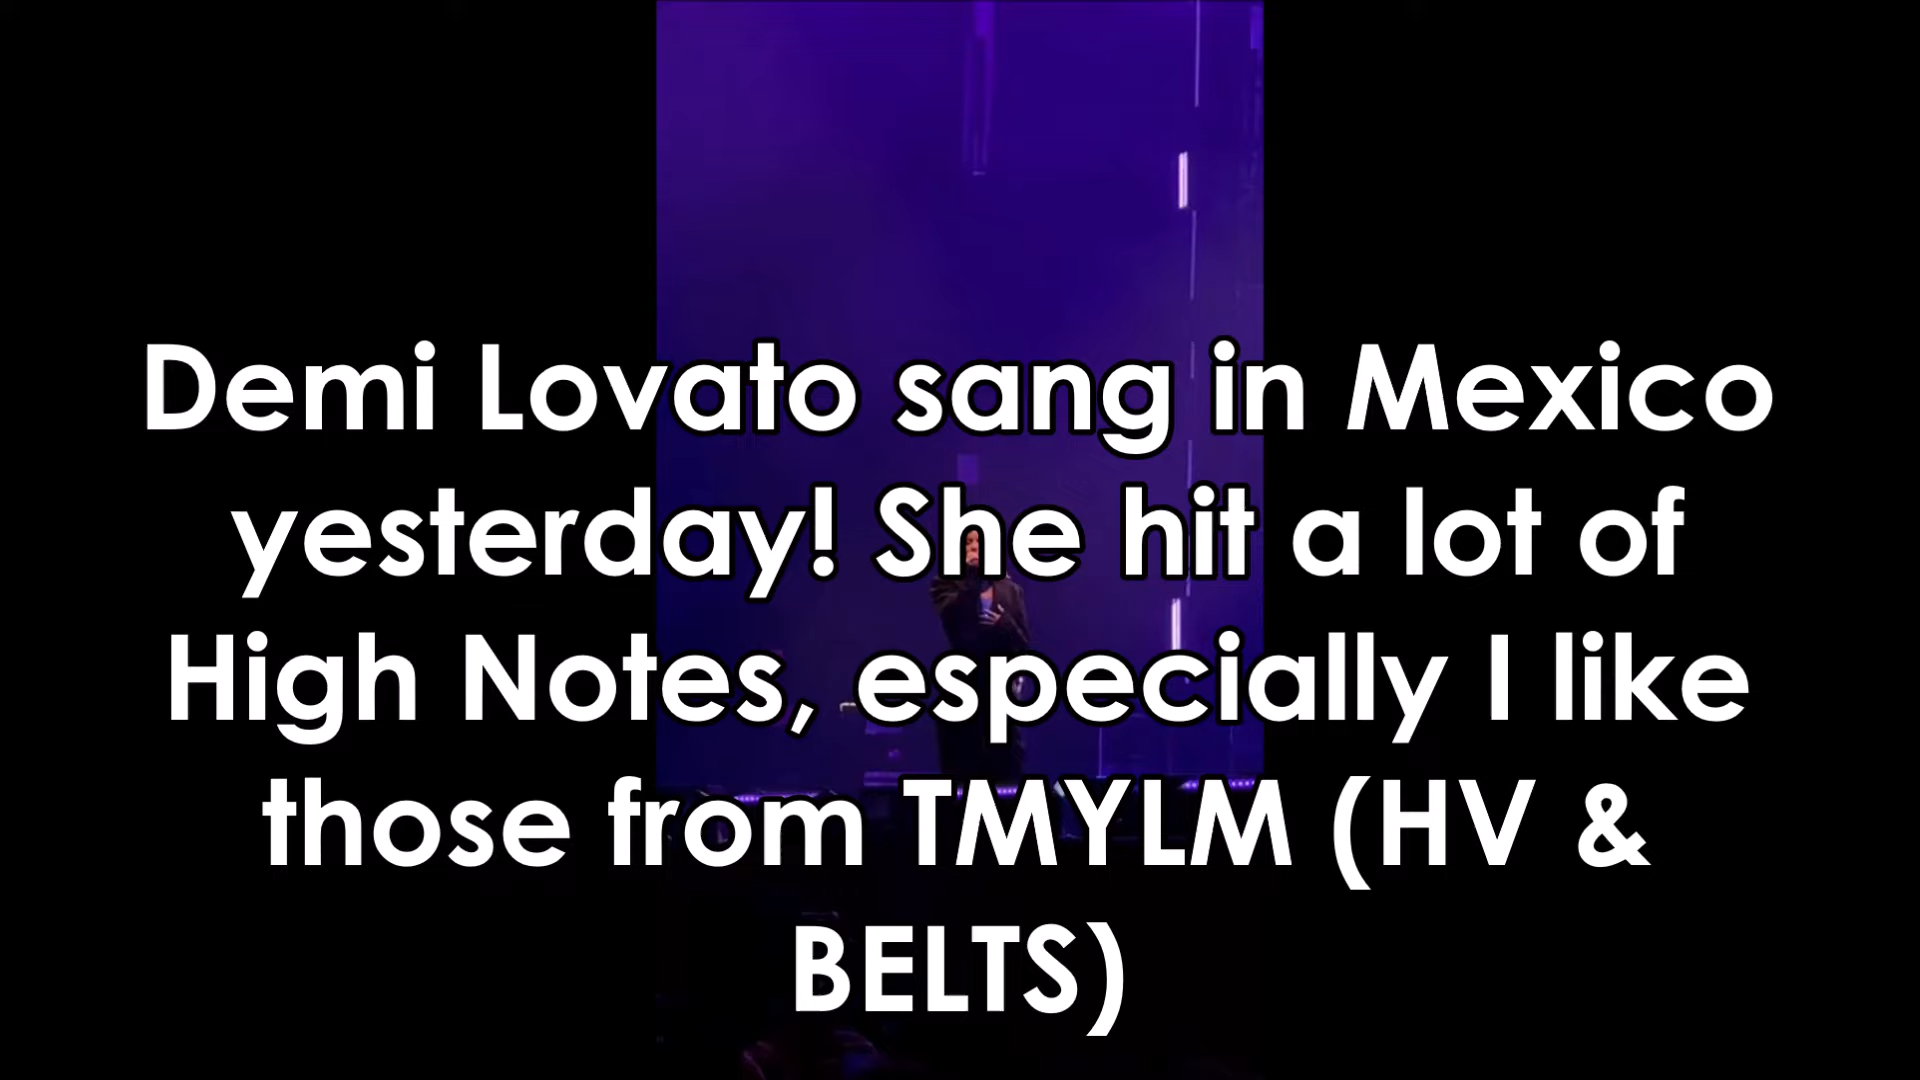 Demi Lovato sang in Mexico
yesterday! She hit a lot of
High Notes, especially I like
those from TMYLM (HV &
BELTS)